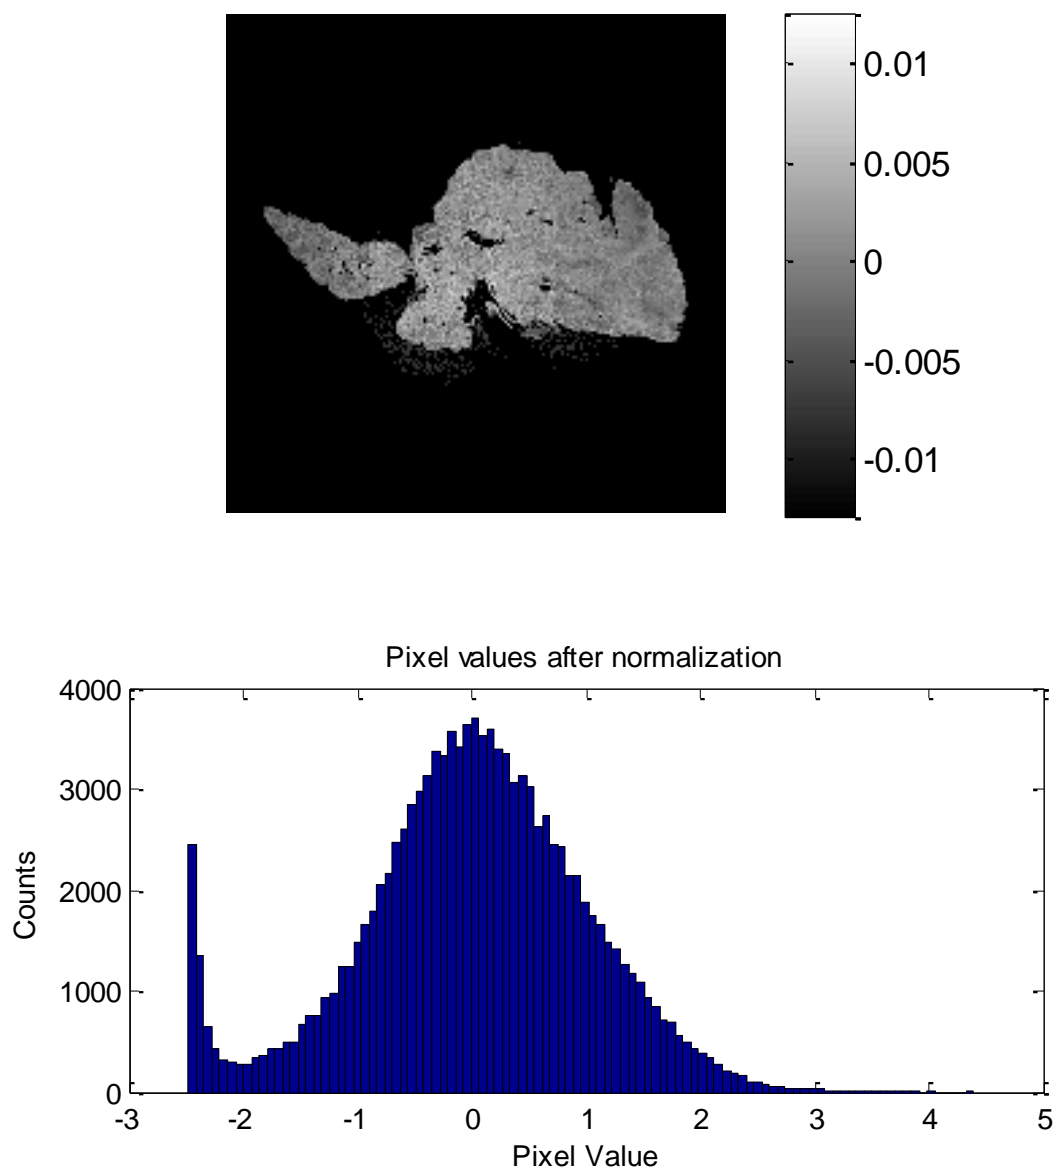 0.01
0.005
0
-0.005
-0.01
Pixel values after normalization
4000
3000
2000
1000
0
Counts
-3 -2 -1 0 1 2 3 4 5
Pixel Value